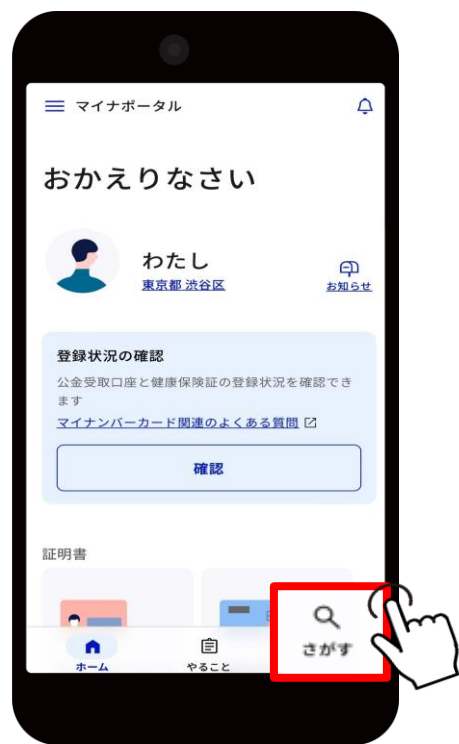 マイナポータル
おかえりなさい
わたし
東京都 渋谷区
お知らせ
登録状況の確認
公金受取口座と健康保険証の登録状況を確認でき
ます
マイナンバーカード関連のよくある質問
確認
証明書
ホーム
やること
さがす